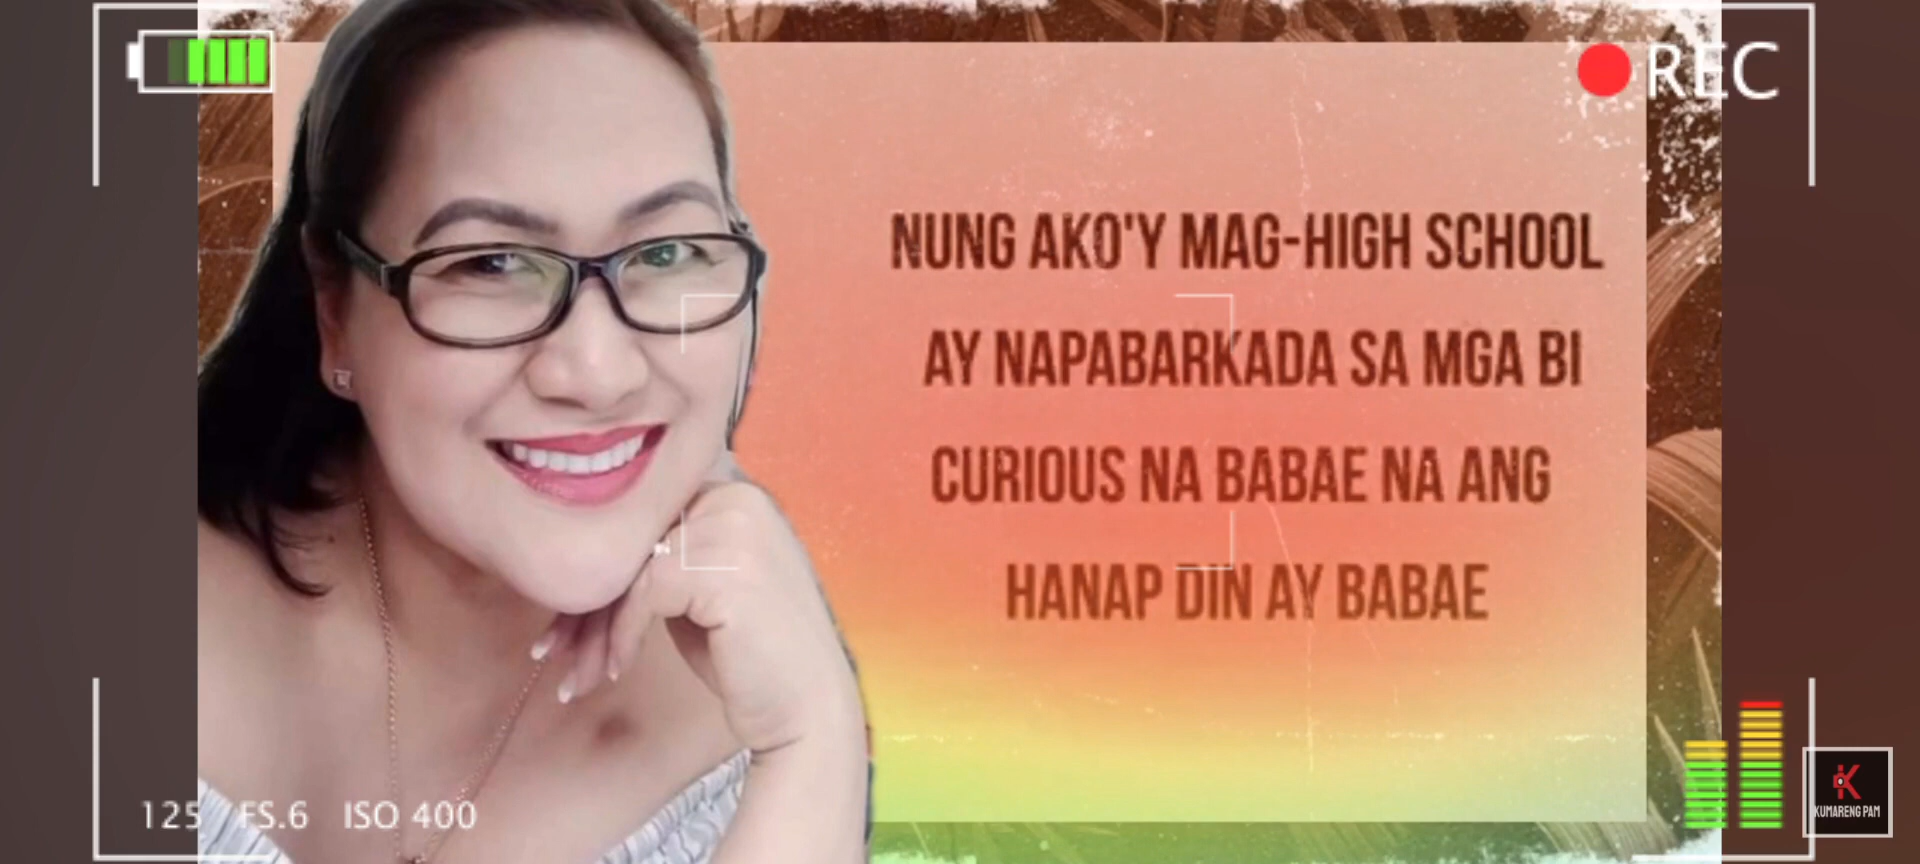 REC
NUNG AKO'Y MAG-HIGH SCHOOL
AY NAPABARKADA SA MGA BI
CURIOUS NA BABAE NA ANG
HANAP DIN AY BABAE
125 FS.6 ISO 400
K
KUMARENG PAM